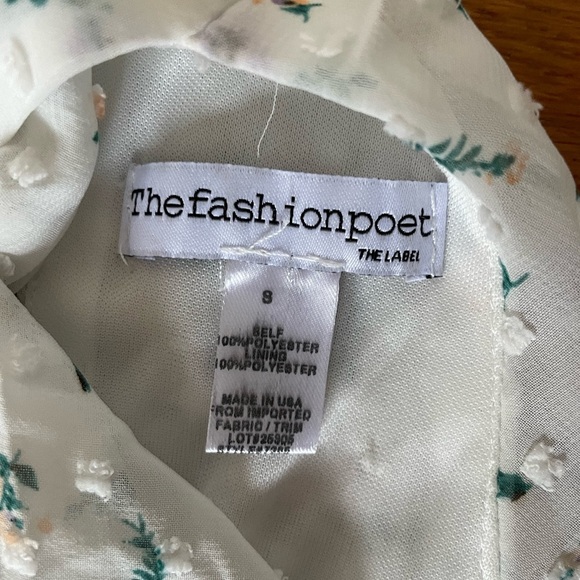 Thefashionpoet
THE LABEL
S
SELF
100%POLYESTER
LINING
100%POLYESTER
MADE IN USA
FROM IMPORTED
FABRIC / TRIM